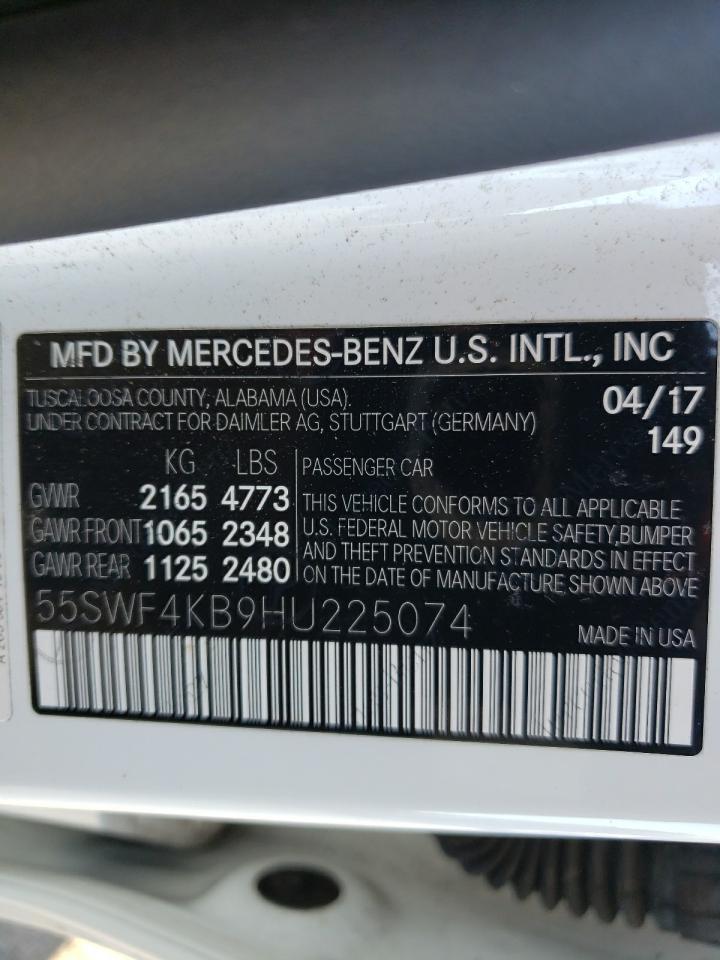 MFD BY MERCEDES-BENZ U.S. INTL., INC
TUSCALOOSA COUNTY, ALABAMA (USA).
UNDER CONTRACT FOR DAIMLER AG, STUTTGART (GERMANY)
04/17
149
KG LBS
GVWR 2165 4773
GAWR FRONT 1065 2348
GAWR REAR 1125 2480
PASSENGER CAR
THIS VEHICLE CONFORMS TO ALL APPLICABLE
U.S. FEDERAL MOTOR VEHICLE SAFETY,BUMPER
AND THEFT PREVENTION STANDARDS IN EFFECT
ON THE DATE OF MANUFACTURE SHOWN ABOVE
55SWF4KB9HU225074
MADE IN USA